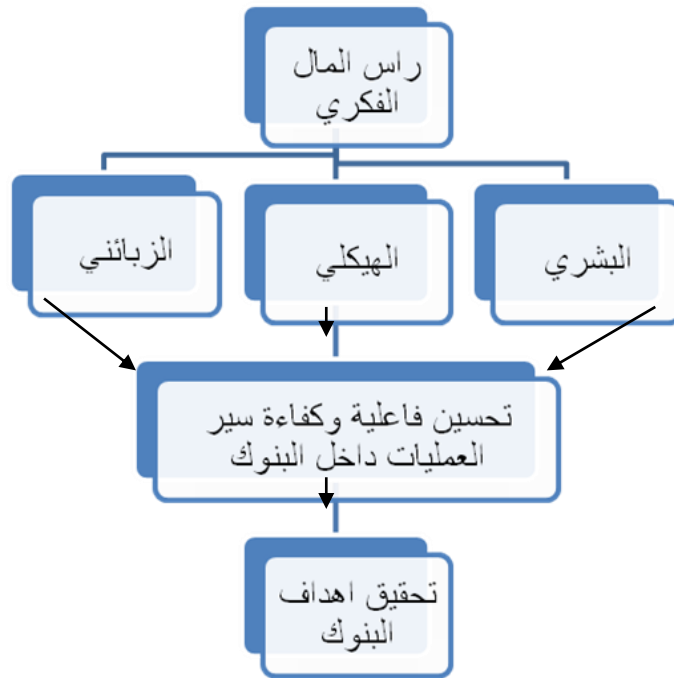 راس المال
الفكري
البشري
الهيكلي
الزبائني
تحسين فاعلية وكفاءة سير
العمليات داخل البنوك
تحقيق اهداف
البنوك